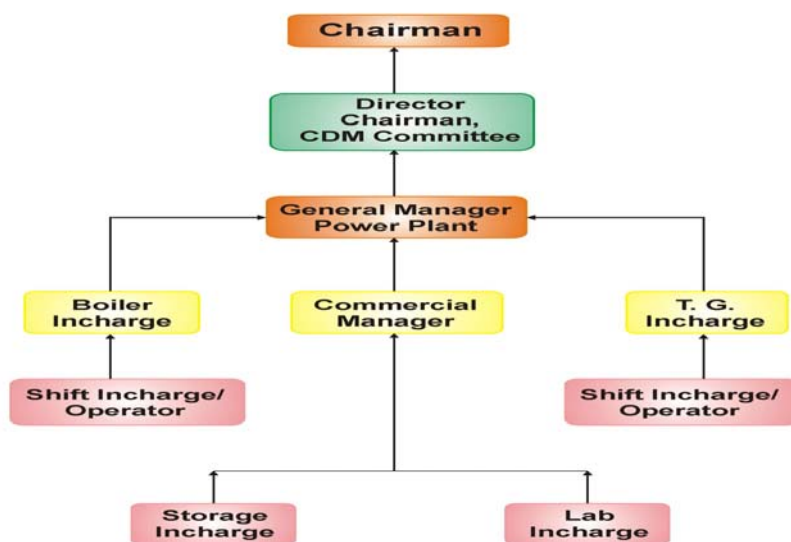 Chairman
Director
Chairman,
CDM Committee
General Manager
Power Plant
Boiler
Incharge
Commercial
Manager
T. G.
Incharge
Shift Incharge/
Operator
Shift Incharge/
Operator
Storage
Incharge
Lab
Incharge